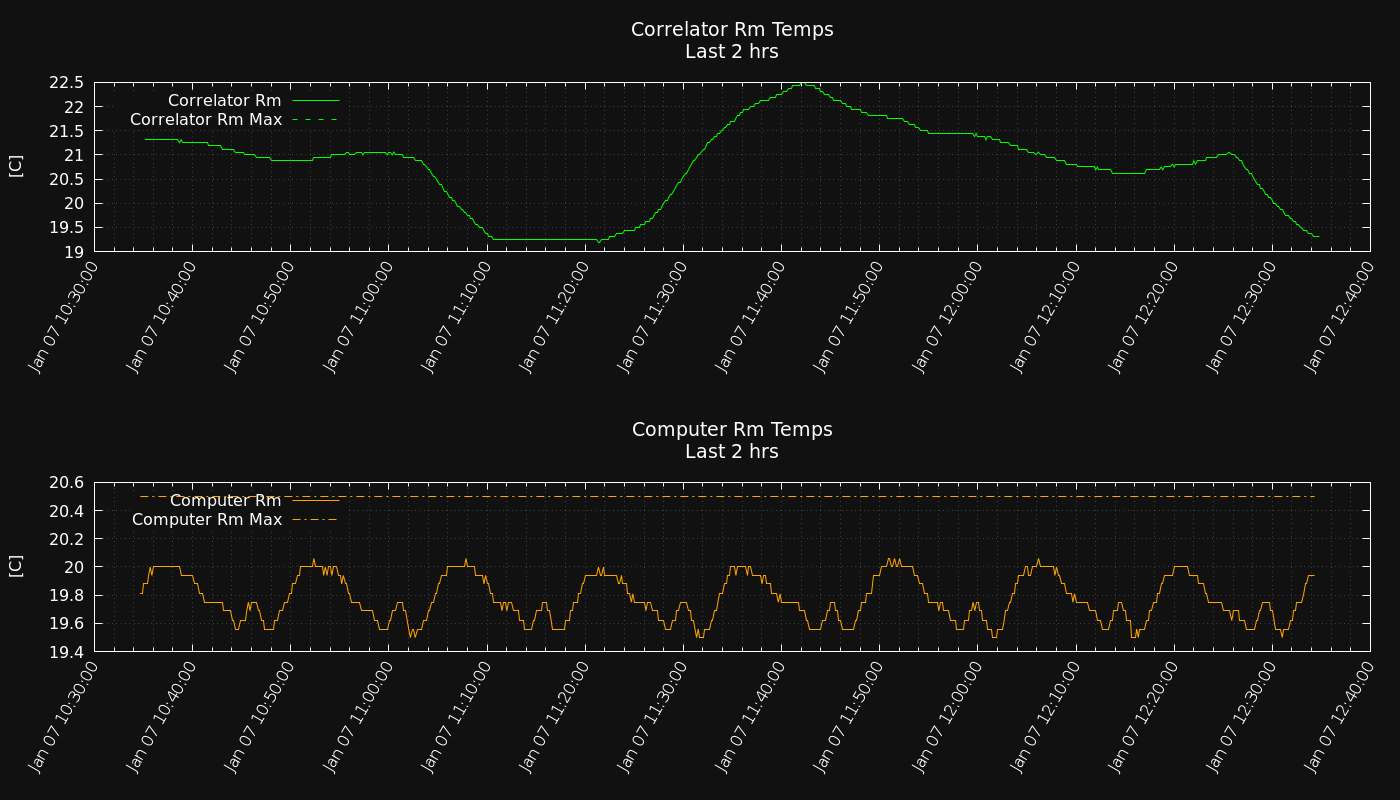 Correlator Rm Temps
Last 2 hrs
22.5
22
21.5
21
20.5
20
19.5
19
[C]
Correlator Rm
Correlator Rm Max
Jan 07 10:30:00
Jan 07 10:40:00
Jan 07 10:50:00
Jan 07 11:00:00
Jan 07 11:10:00
Jan 07 11:20:00
Jan 07 11:30:00
Jan 07 11:40:00
Jan 07 11:50:00
Jan 07 12:00:00
Jan 07 12:10:00
Jan 07 12:20:00
Jan 07 12:30:00
Jan 07 12:40:00
Computer Rm Temps
Last 2 hrs
20.6
20.4
20.2
20
19.8
19.6
19.4
[C]
Computer Rm
Computer Rm Max
Jan 07 10:30:00
Jan 07 10:40:00
Jan 07 10:50:00
Jan 07 11:00:00
Jan 07 11:10:00
Jan 07 11:20:00
Jan 07 11:30:00
Jan 07 11:40:00
Jan 07 11:50:00
Jan 07 12:00:00
Jan 07 12:10:00
Jan 07 12:20:00
Jan 07 12:30:00
Jan 07 12:40:00